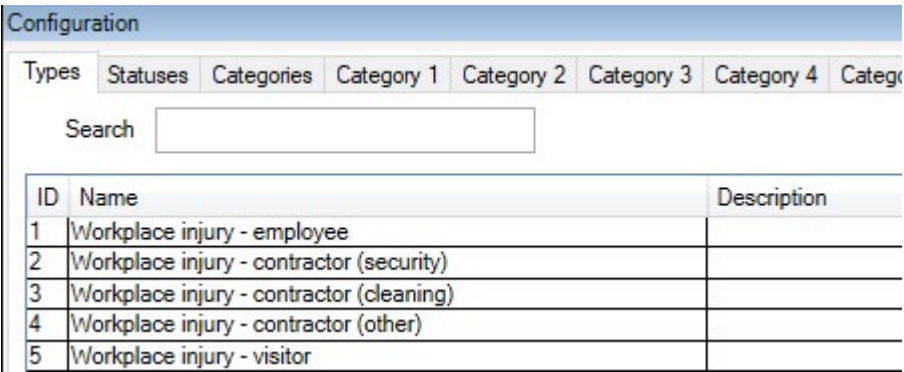 Configuration
Types Statuses Categories Category 1 Category 2 Category 3 Category 4
Search
ID Name Description
1 Workplace injury - employee
2 Workplace injury - contractor (security)
3 Workplace injury - contractor (cleaning)
4 Workplace injury - contractor (other)
5 Workplace injury - visitor